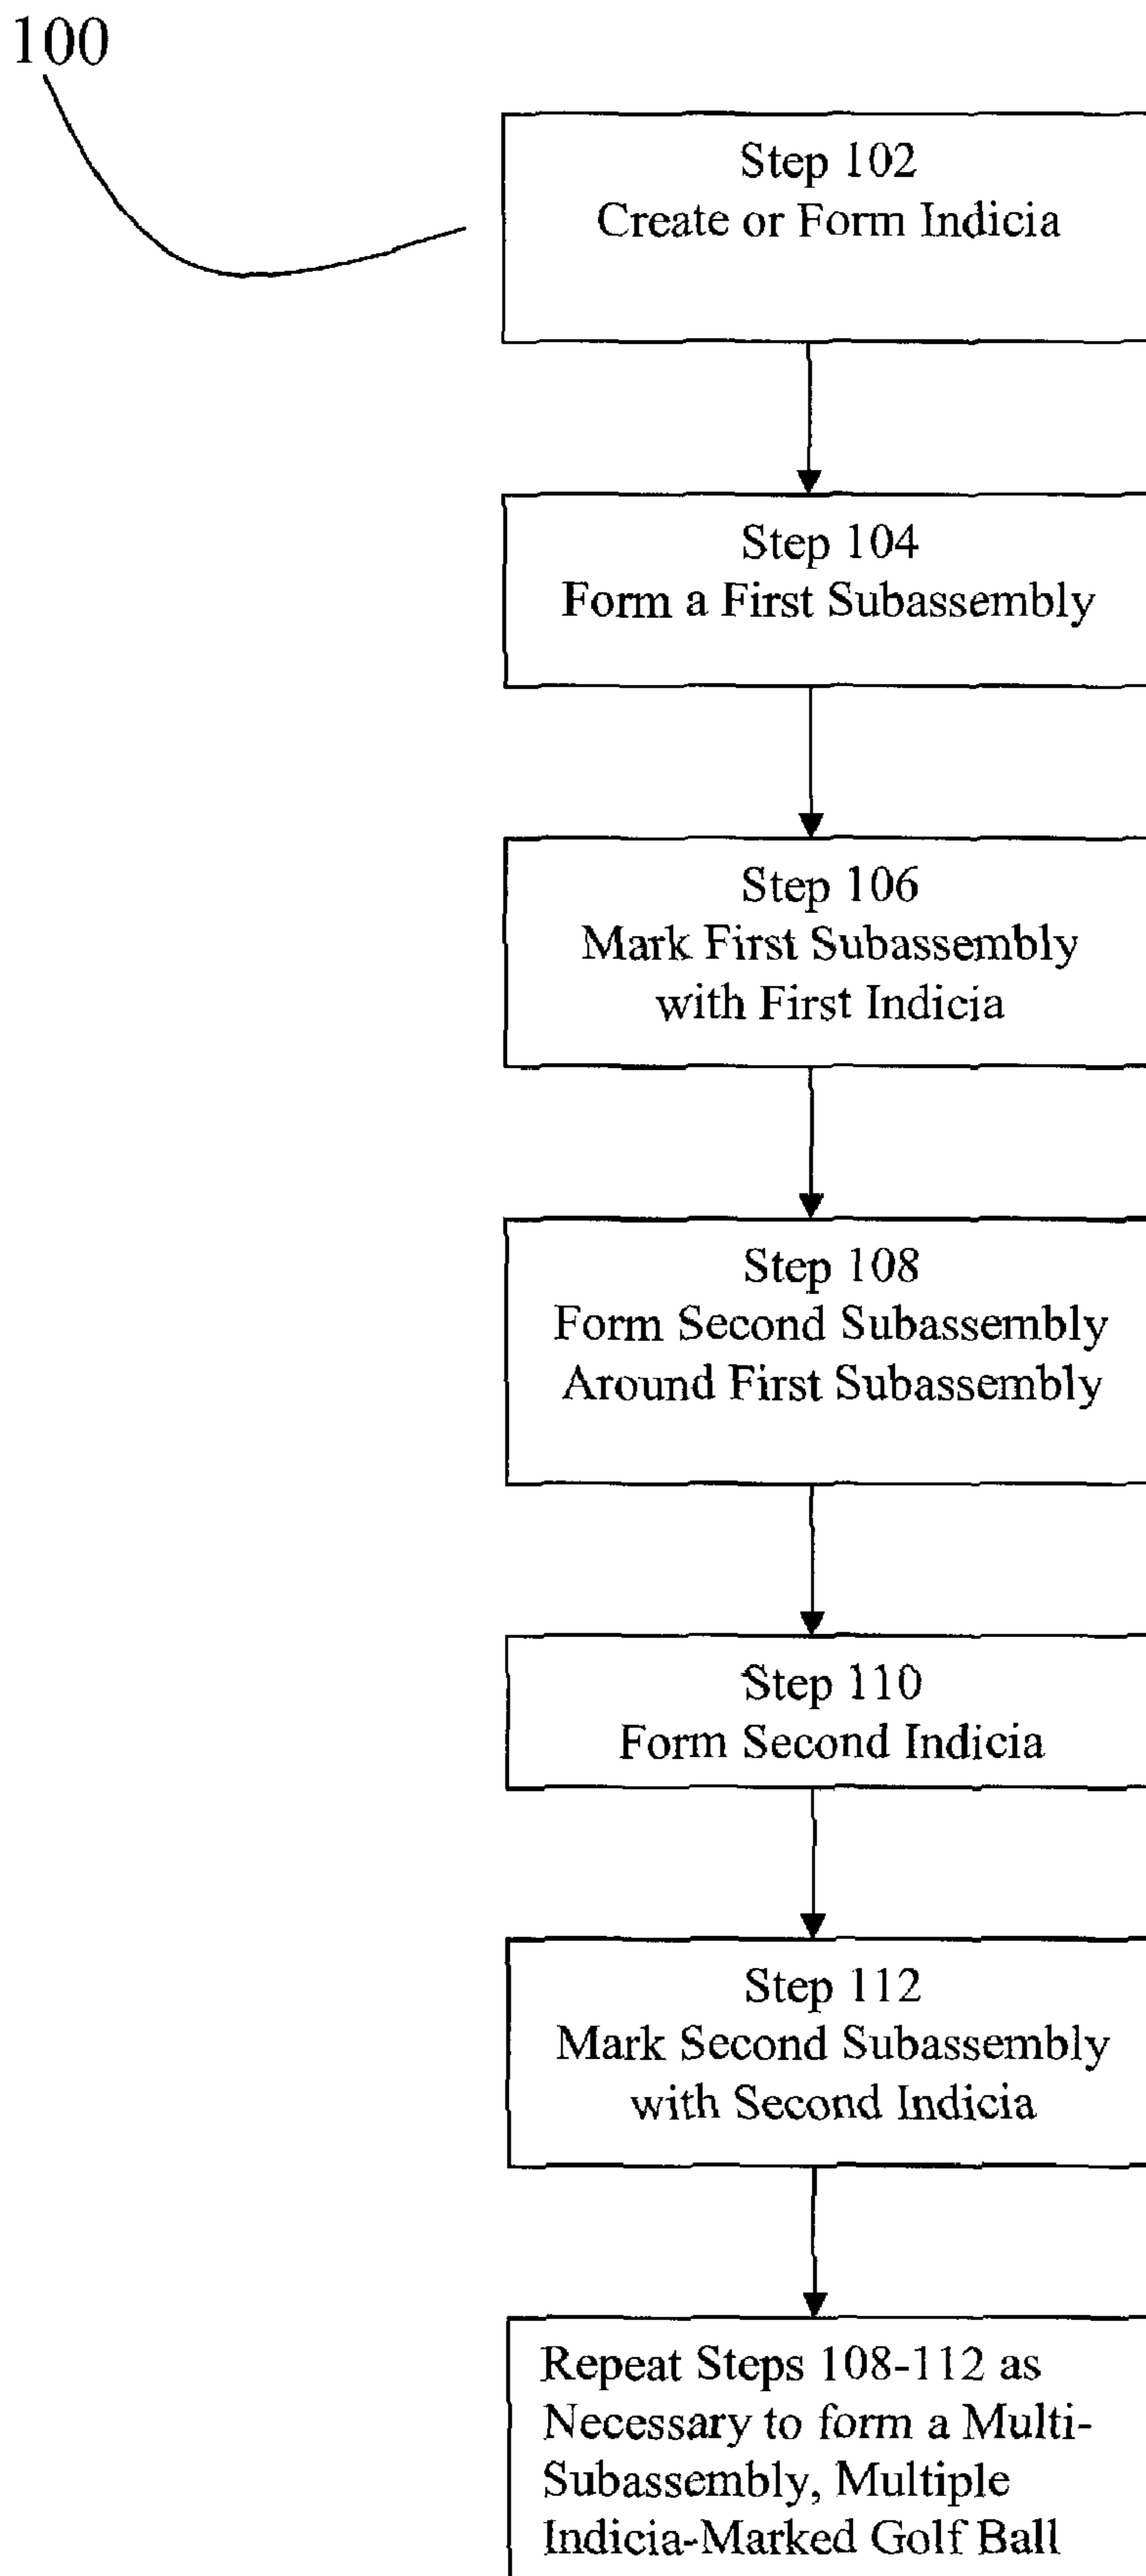 100
Step 102
Create or Form Indicia
Step 104
Form a First Subassembly
Step 106
Mark First Subassembly
with First Indicia
Step 108
Form Second Subassembly
Around First Subassembly
Step 110
Form Second Indicia
Step 112
Mark Second Subassembly
with Second Indicia
Repeat Steps 108-112 as
Necessary to form a Multi-
Subassembly, Multiple
Indicia-Marked Golf Ball